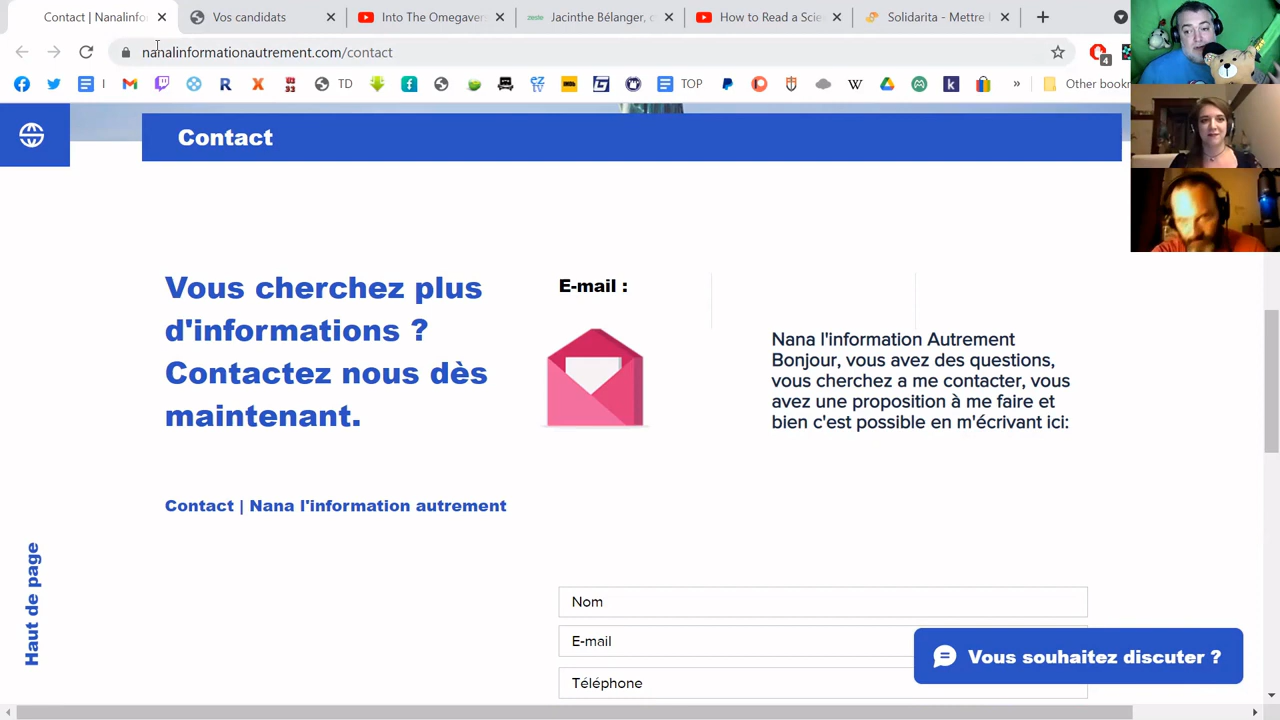 Contact | Nanalinfo
Vos candidats
Into The Omegaver
zeste
Jacinthe Bélanger, c
How to Read a Scie
Solidarita - Mettre
nanalinformationautrement.com/contact
4
TD
TOP
Other bookm
Contact
Vous cherchez plus
d'informations ?
Contactez nous dès
maintenant.
E-mail :
Nana l'information Autrement
Bonjour, vous avez des questions,
vous cherchez a me contacter, vous
avez une proposition à me faire et
bien c'est possible en m'écrivant ici:
Contact | Nana l'information autrement
Haut de page
Nom
E-mail
Téléphone
Vous souhaitez discuter ?